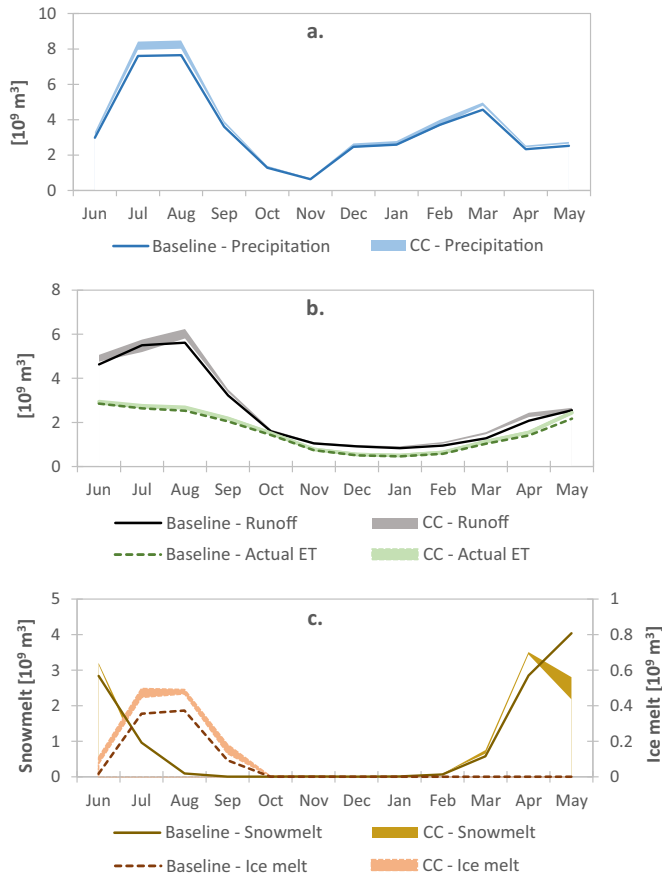 a.
10
8
6
4
2
0
[10⁹ m³]
Jun Jul Aug Sep Oct Nov Dec Jan Feb Mar Apr May
Baseline - Precipitation CC - Precipitation
b.
8
6
4
2
0
[10⁹ m³]
Jun Jul Aug Sep Oct Nov Dec Jan Feb Mar Apr May
Baseline - Runoff CC - Runoff
Baseline - Actual ET CC - Actual ET
c.
5
4
3
2
1
0
Snowmelt [10⁹ m³]
1
0.8
0.6
0.4
0.2
0
Ice melt [10⁹ m³]
Jun Jul Aug Sep Oct Nov Dec Jan Feb Mar Apr May
Baseline - Snowmelt CC - Snowmelt
Baseline - Ice melt CC - Ice melt